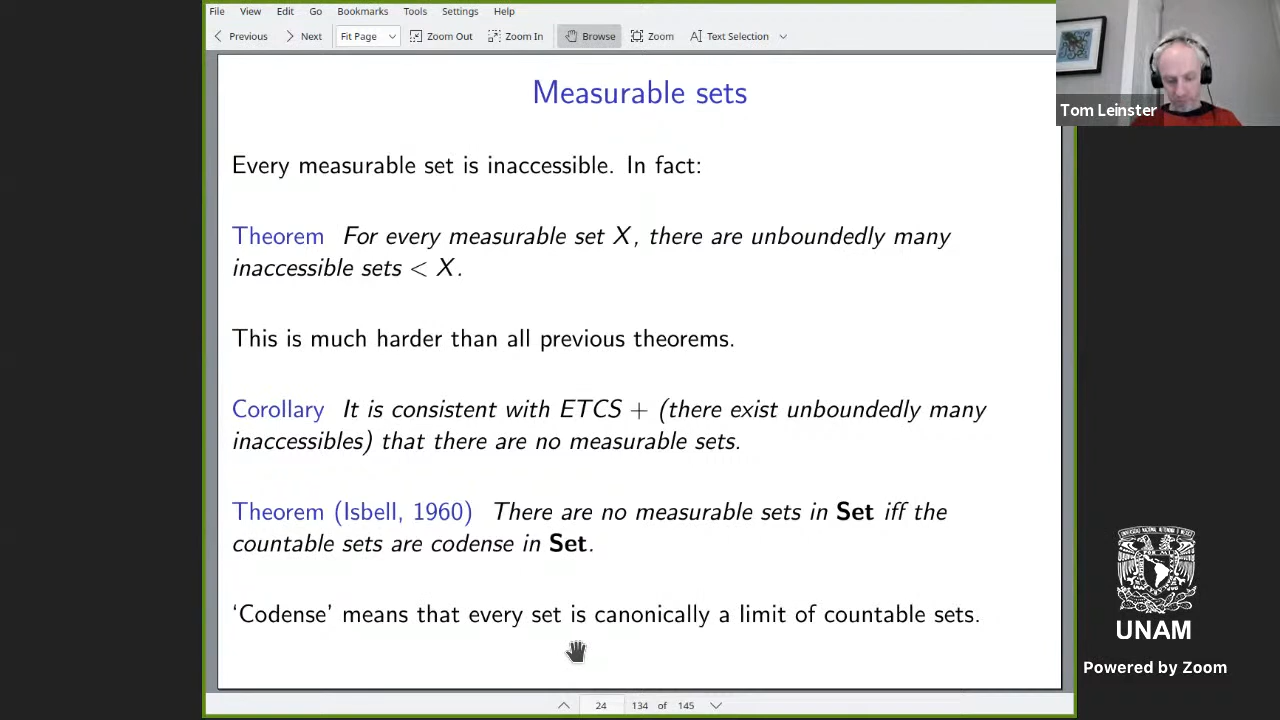 File View Edit Go Bookmarks Tools Settings Help
Previous Next Fit Page Zoom Out Zoom In Browse Zoom Text Selection
Tom Leinster
Measurable sets
Every measurable set is inaccessible. In fact:
Theorem For every measurable set X, there are unboundedly many
inaccessible sets < X.
This is much harder than all previous theorems.
Corollary It is consistent with ETCS + (there exist unboundedly many
inaccessibles) that there are no measurable sets.
Theorem (Isbell, 1960) There are no measurable sets in Set iff the
countable sets are codense in Set.
‘Codense’ means that every set is canonically a limit of countable sets.
UNAM
Powered by Zoom
24 134 of 145